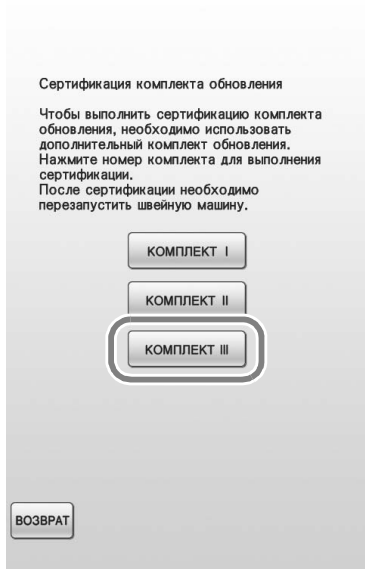 Сертификация комплекта обновления
Чтобы выполнить сертификацию комплекта
обновления, необходимо использовать
дополнительный комплект обновления.
Нажмите номер комплекта для выполнения
сертификации.
После сертификации необходимо
перезапустить швейную машину.
КОМПЛЕКТ I
КОМПЛЕКТ II
КОМПЛЕКТ III
ВОЗВРАТ